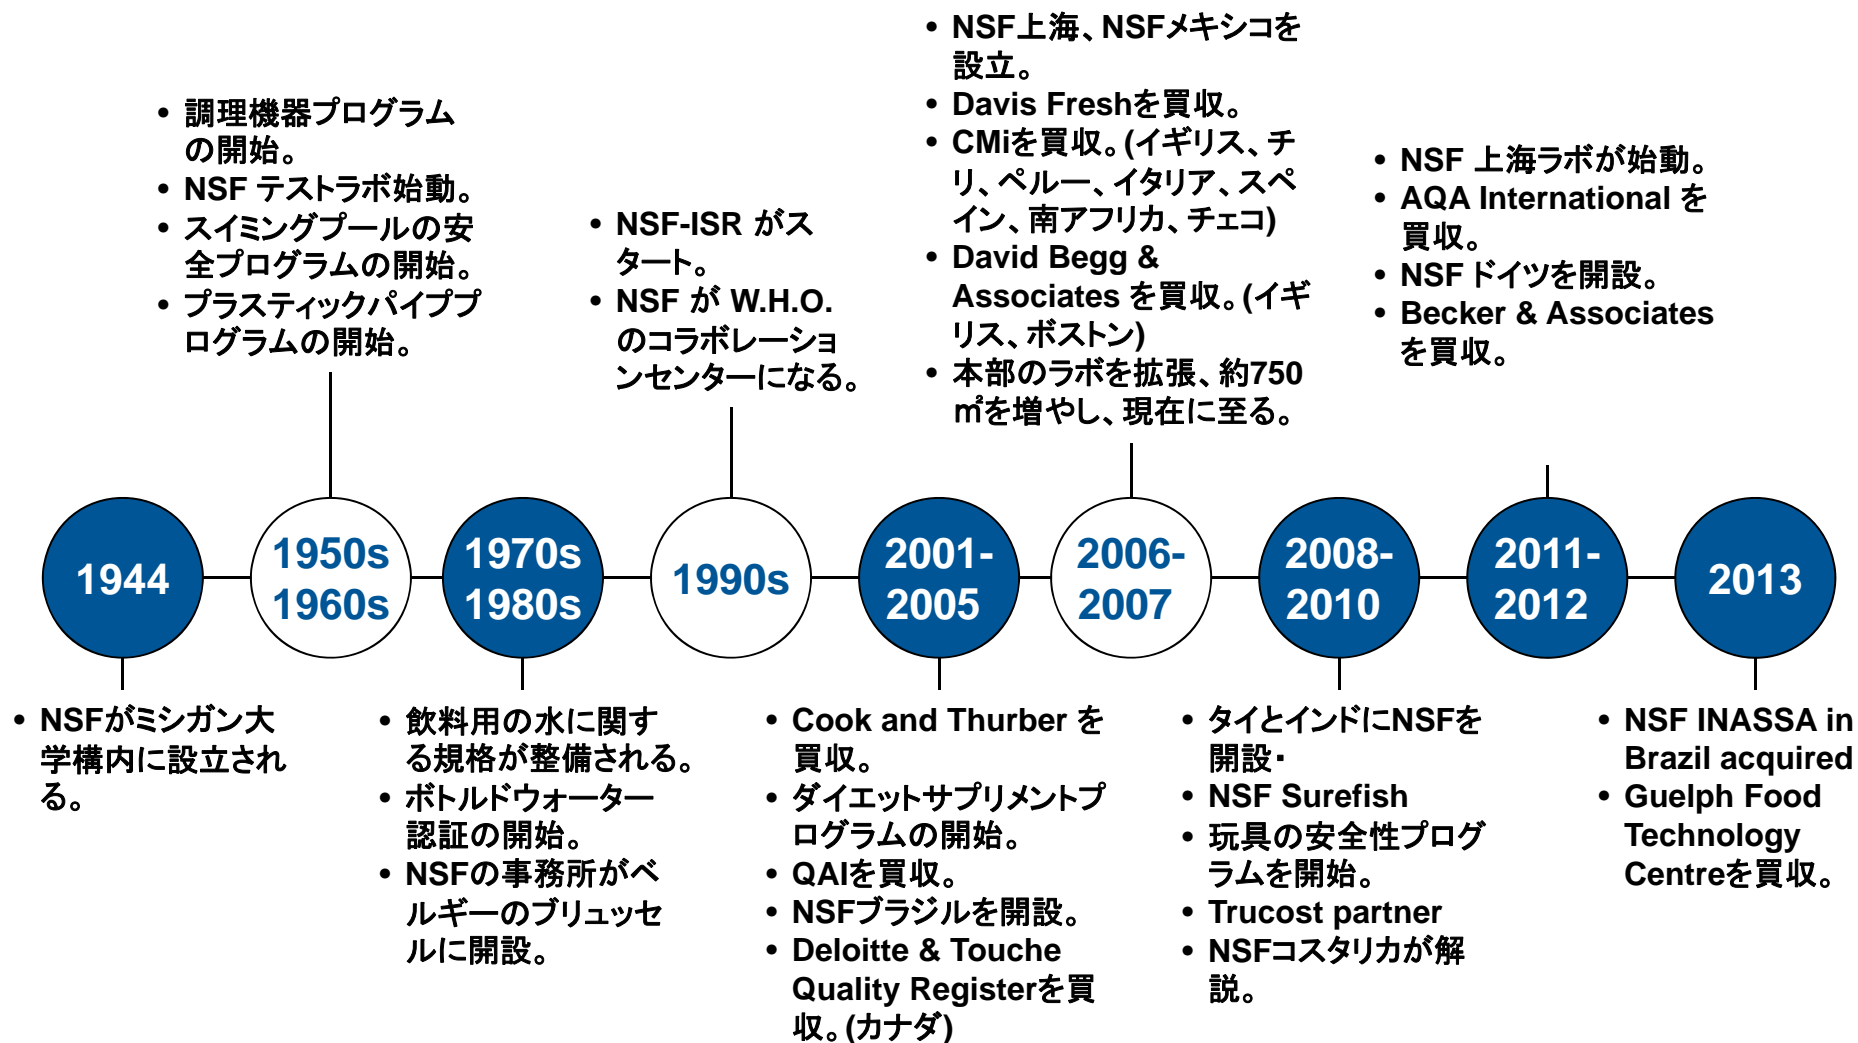 • NSF上海、NSFメキシコを
設立。
• Davis Freshを買収。
• CMiを買収。(イギリス、チ
リ、ペルー、イタリア、スペ
イン、南アフリカ、チェコ)
• David Begg &
Associates を買収。(イギ
リス、ボストン)
• 本部のラボを拡張、約750
㎡を増やし、現在に至る。
• 調理機器プログラム
の開始。
• NSF テストラボ始動。
• スイミングプールの安
全プログラムの開始。
• プラスティックパイププ
ログラムの開始。
• NSF-ISR がス
タート。
• NSF が W.H.O.
のコラボレーショ
ンセンターになる。
• NSF 上海ラボが始動。
• AQA International を
買収。
• NSFドイツを開設。
• Becker & Associates
を買収。
1944
1950s
1960s
1970s
1980s
1990s
2001-
2005
2006-
2007
2008-
2010
2011-
2012
2013
• NSFがミシガン大
学構内に設立され
る。
• 飲料用の水に関す
る規格が整備される。
• ボトルドウォーター
認証の開始。
• NSFの事務所がベ
ルギーのブリュッセ
ルに開設。
• Cook and Thurber を
買収。
• ダイエットサプリメントプ
ログラムの開始。
• QAIを買収。
• NSFブラジルを開設。
• Deloitte & Touche
Quality Registerを買
収。(カナダ)
• タイとインドにNSFを
開設・
• NSF Surefish
• 玩具の安全性プログ
ラムを開始。
• Trucost partner
• NSFコスタリカが解
説。
• NSF INASSA in
Brazil acquired
• Guelph Food
Technology
Centreを買収。